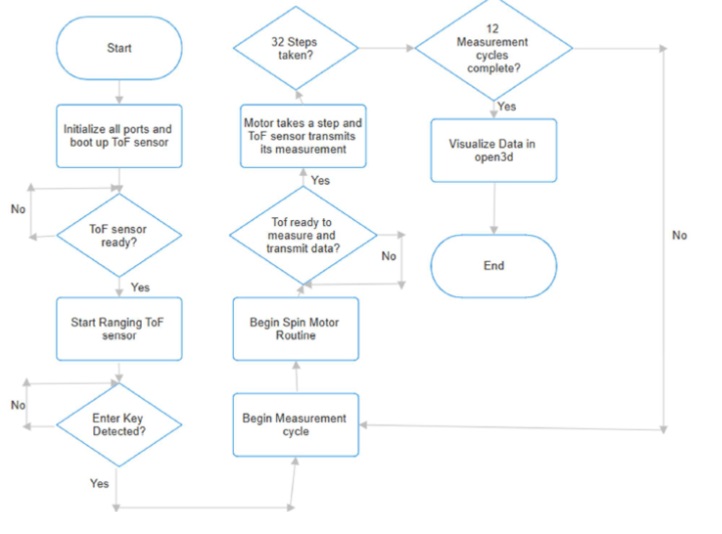 Start
Initialize all ports and
boot up ToF sensor
No
ToF sensor
ready?
Yes
Start Ranging ToF
sensor
No
Enter Key
Detected?
Yes
Begin Measurement
cycle
Begin Spin Motor
Routine
Tof ready to
measure and
transmit data?
No
Yes
Motor takes a step and
ToF sensor transmits
its measurement
32 Steps
taken?
12
Measurement
cycles
complete?
Yes
No
Visualize Data in
open3d
End